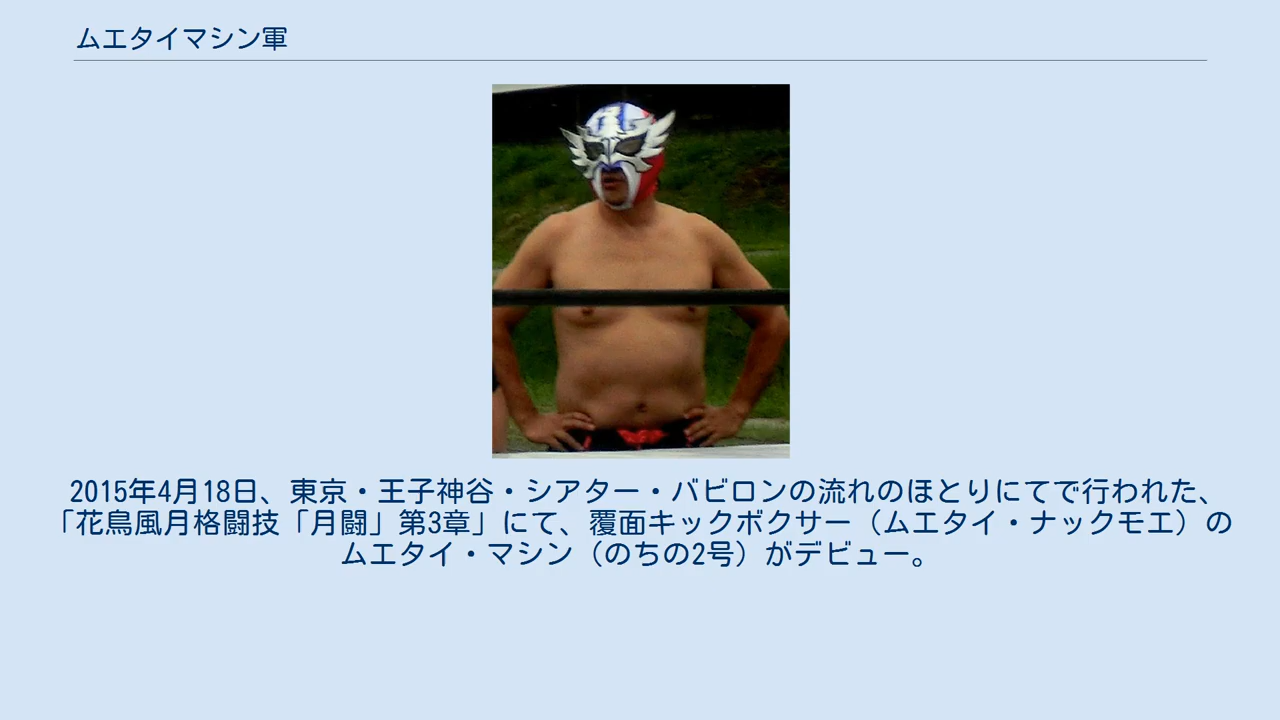 ムエタイマシン軍
2015年4月18日、東京・王子神谷・シアター・バビロンの流れのほとりにてで行われた、
「花鳥風月格闘技「月闘」第3章」にて、覆面キックボクサー（ムエタイ・ナックモエ）の
ムエタイ・マシン（のちの2号）がデビュー。